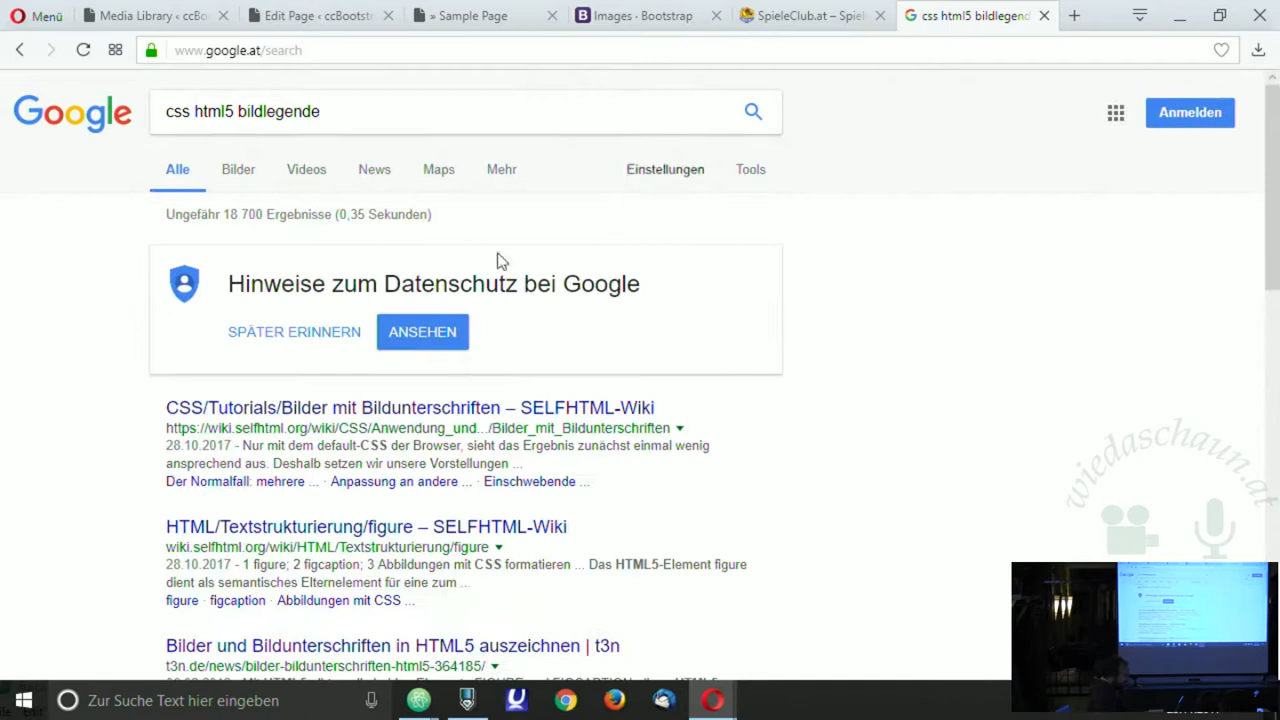 Menü
Media Library ‹ ccBo
Edit Page ‹ ccBootst
» Sample Page
Images · Bootstrap
SpieleClub.at – Spiel
css html5 bildlegend
www.google.at/search
Google
css html5 bildlegende
Anmelden
Alle
Bilder
Videos
News
Maps
Mehr
Einstellungen
Tools
Ungefähr 18 700 Ergebnisse (0,35 Sekunden)
Hinweise zum Datenschutz bei Google
SPÄTER ERINNERN
ANSEHEN
CSS/Tutorials/Bilder mit Bildunterschriften – SELFHTML-Wiki
https://wiki.selfhtml.org/wiki/CSS/Anwendung_und.../Bilder_mit_Bildunterschriften
28.10.2017 - Nur mit dem default-CSS der Browser, sieht das Ergebnis zunächst einmal wenig
ansprechend aus. Deshalb setzen wir unsere Vorstellungen ...
Der Normalfall: mehrere ... · Anpassung an andere ... · Einschwebende ...
HTML/Textstrukturierung/figure – SELFHTML-Wiki
wiki.selfhtml.org/wiki/HTML/Textstrukturierung/figure
28.10.2017 - 1 figure; 2 figcaption; 3 Abbildungen mit CSS formatieren ... Das HTML5-Element figure
dient als semantisches Elternelement für eine zum ...
figure · figcaption · Abbildungen mit CSS ...
Bilder und Bildunterschriften in HTML5 auszeichnen | t3n
t3n.de/news/bilder-bildunterschriften-html5-364185/
wiedaschaun.at
Zur Suche Text hier eingeben